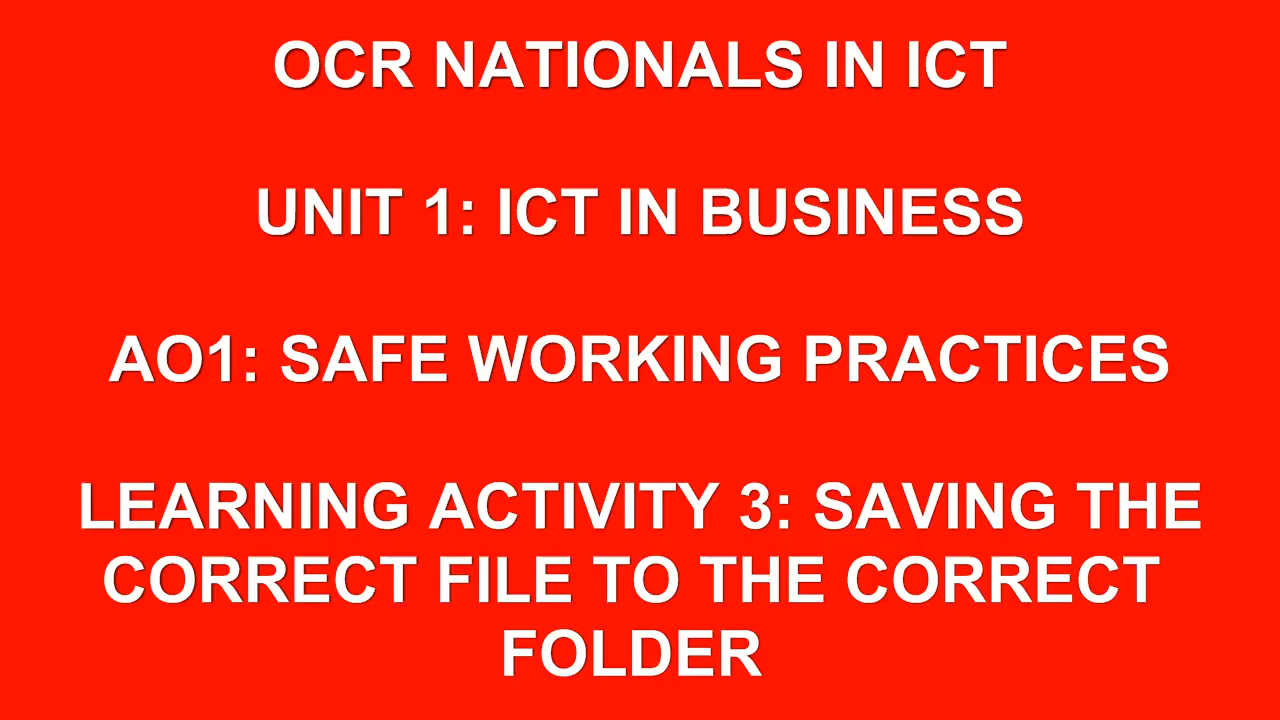 OCR NATIONALS IN ICT
UNIT 1: ICT IN BUSINESS
AO1: SAFE WORKING PRACTICES
LEARNING ACTIVITY 3: SAVING THE
CORRECT FILE TO THE CORRECT
FOLDER